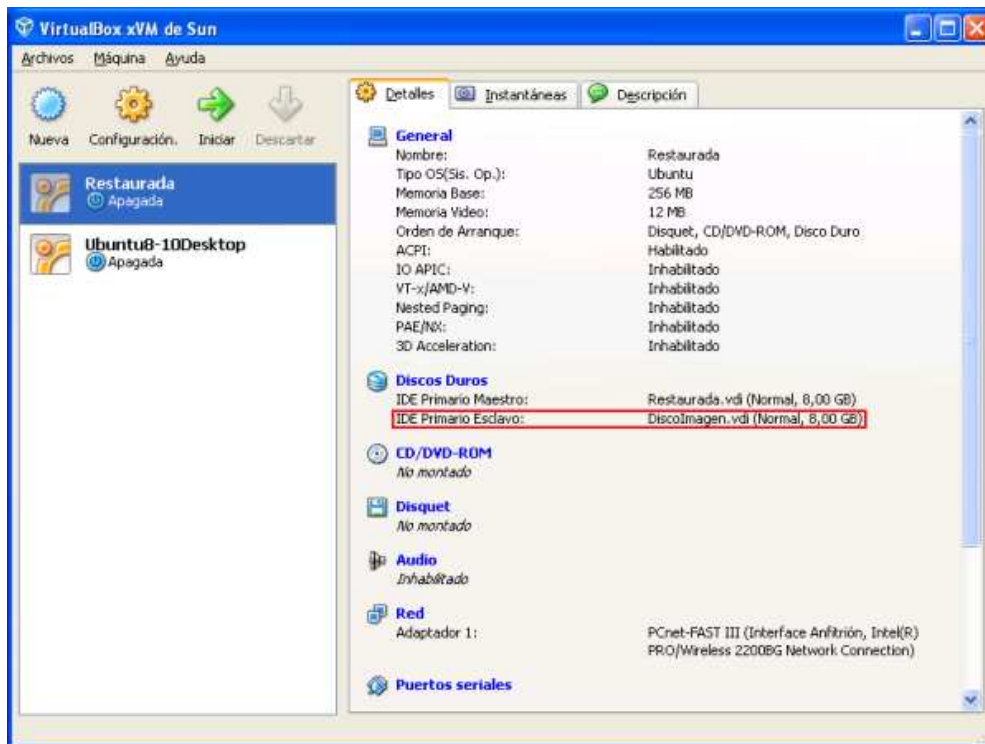 VirtualBox xVM de Sun
Archivos Máquina Ayuda
Nueva Configuración. Iniciar Descartar
Restaurada
Apagada
Ubuntu8-10Desktop
Apagada
Detalles Instantáneas Descripción
General
Nombre: Restaurada
Tipo OS(Sis. Op.): Ubuntu
Memoria Base: 256 MB
Memoria Video: 12 MB
Orden de Arranque: Disquet, CD/DVD-ROM, Disco Duro
ACPI: Habilitado
IO APIC: Inhabilitado
VT-x/AMD-V: Inhabilitado
Nested Paging: Inhabilitado
PAE/NX: Inhabilitado
3D Acceleration: Inhabilitado
Discos Duros
IDE Primario Maestro: Restaurada.vdi (Normal, 8,00 GB)
IDE Primario Esclavo: DiscoImagen.vdi (Normal, 8,00 GB)
CD/DVD-ROM
No montado
Disquet
No montado
Audio
Inhabilitado
Red
Adaptador 1: PCnet-FAST III (Interface Anfitrión, Intel(R)
PRO/Wireless 2200BG Network Connection)
Puertos seriales